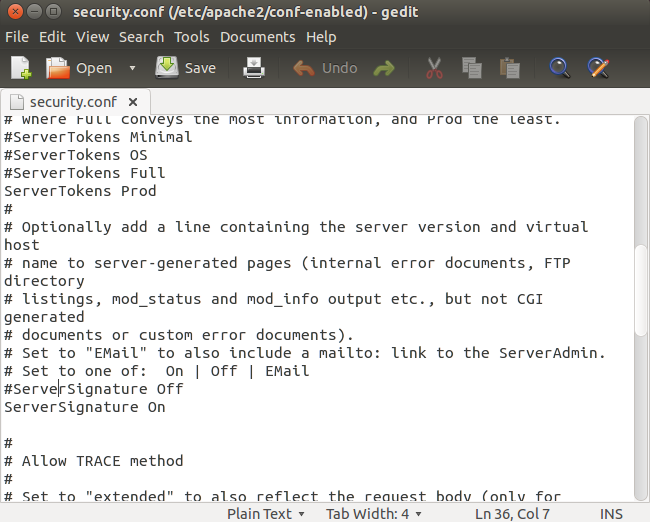 security.conf (/etc/apache2/conf-enabled) - gedit
File Edit View Search Tools Documents Help
Open Save Undo
security.conf
# where Full conveys the most information, and Prod the least.
#ServerTokens Minimal
#ServerTokens OS
#ServerTokens Full
ServerTokens Prod
#
# Optionally add a line containing the server version and virtual
host
# name to server-generated pages (internal error documents, FTP
directory
# listings, mod_status and mod_info output etc., but not CGI
generated
# documents or custom error documents).
# Set to "EMail" to also include a mailto: link to the ServerAdmin.
# Set to one of:  On | Off | EMail
#ServerSignature Off
ServerSignature On
#
# Allow TRACE method
#
# Set to "extended" to also reflect the request body (only for
Plain Text Tab Width: 4 Ln 36, Col 7 INS